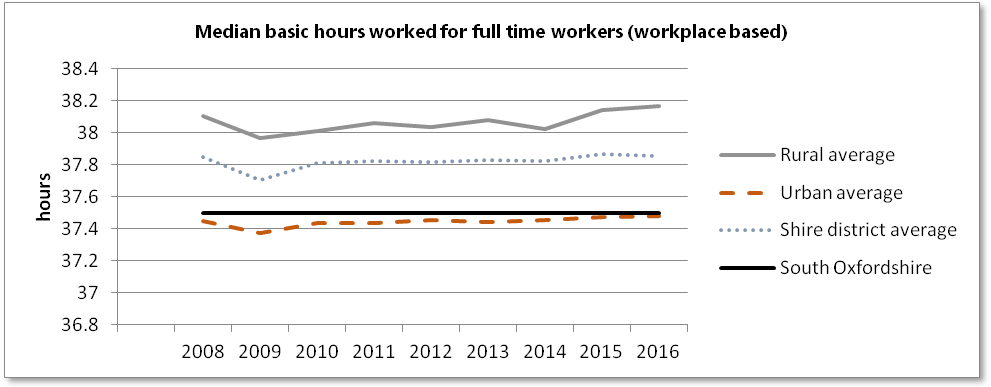 Median basic hours worked for full time workers (workplace based)
hours
38.4
38.2
38
37.8
37.6
37.4
37.2
37
36.8
2008 2009 2010 2011 2012 2013 2014 2015 2016
Rural average
Urban average
Shire district average
South Oxfordshire